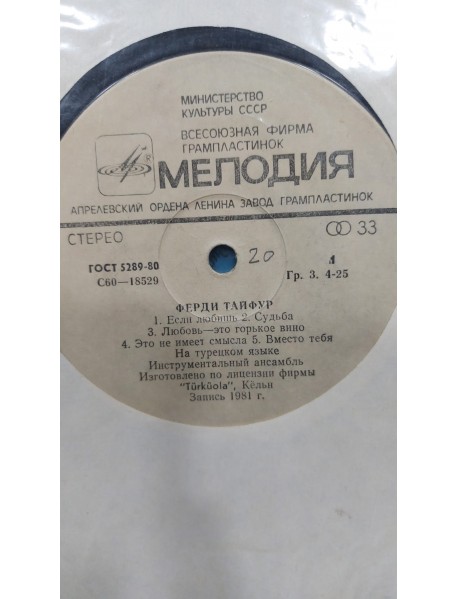 МИНИСТЕРСТВО
КУЛЬТУРЫ СССР
ВСЕСОЮЗНАЯ ФИРМА
ГРАМПЛАСТИНОК
МЕЛОДИЯ
АПРЕЛЕВСКИЙ ОРДЕНА ЛЕНИНА ЗАВОД ГРАМПЛАСТИНОК
СТЕРЕО 33
ГОСТ 5289-80 20 1
С60—18529 Гр. 3. 4-25
ФЕРДИ ТАЙФУР
1. Если любишь 2. Судьба
3. Любовь—это горькое вино
4. Это не имеет смысла 5. Вместо тебя
На турецком языке
Инструментальный ансамбль
Изготовлено по лицензии фирмы
"Türküola", Кёльн
Запись 1981 г.